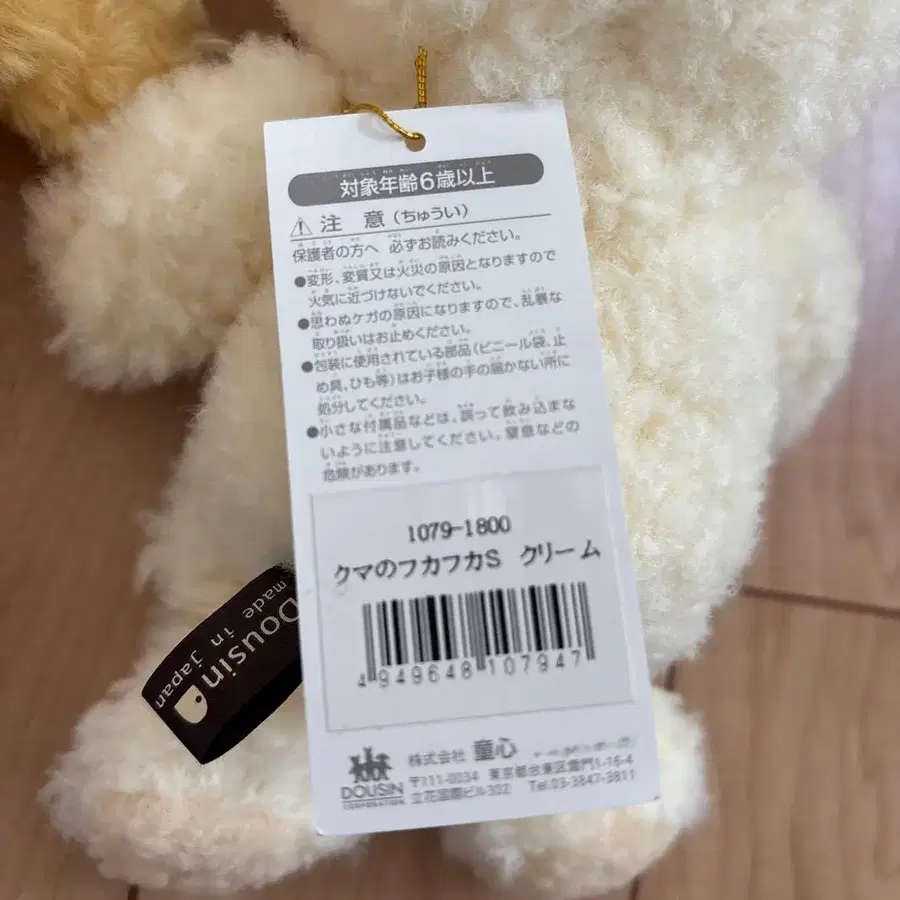 対象年齢6歳以上
注 意(ちゅうい)
保護者の方へ 必ずお読みください。
●変形、変質又は火災の原因となりますので
火気に近づけないでください。
●思わぬケガの原因になりますので、乱暴な
取り扱いはお止めください。
●包装に使用されている部品(ビニール袋、止
め具、ひも等)はお子様の手の届かない所に
処分してください。
●小さな付属品などは、誤って飲み込まな
いように注意してください。窒息などの
危険があります。
1079-1800
クマのフカフカS クリーム
4 949648 107947
DOUSIN
CORPORATION
株式会社 童心
〒111-0034 東京都台東区雷門1-16-4
立花国際ビル302 Tel.03-3847-3811
Dousin
made in japan